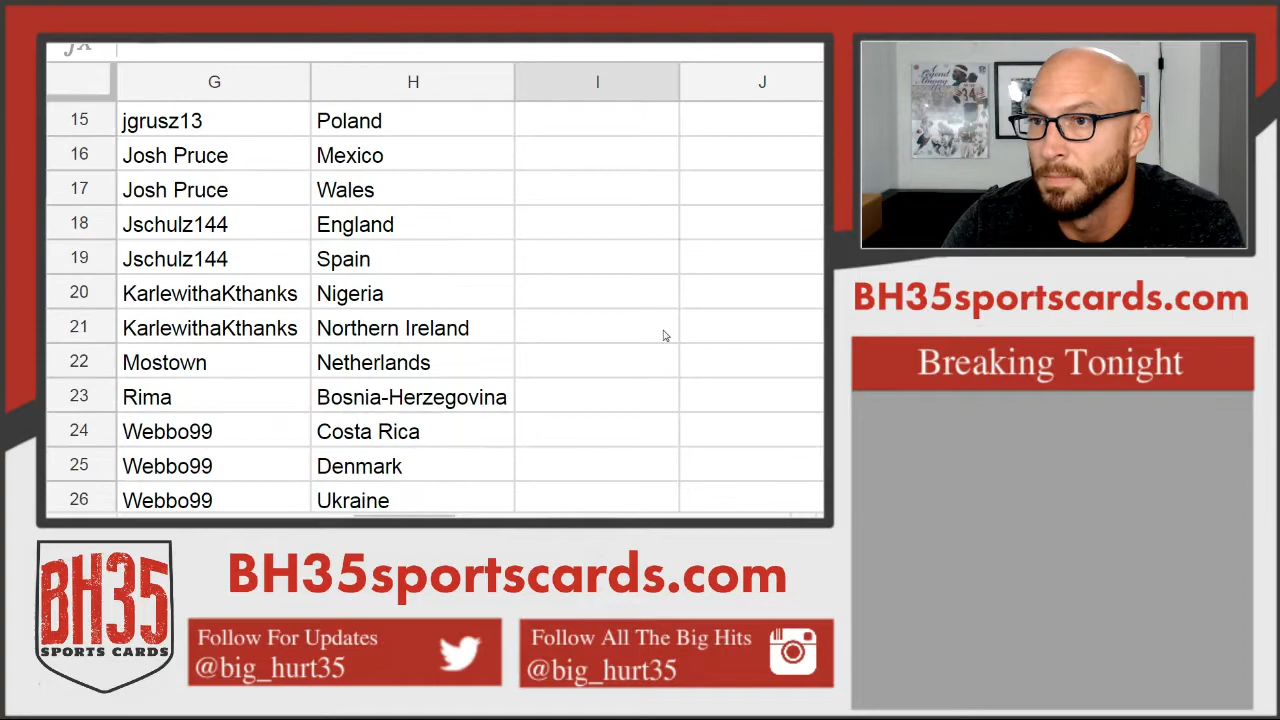 fx
G H I J
15 jgrusz13 Poland
16 Josh Pruce Mexico
17 Josh Pruce Wales
18 Jschulz144 England
19 Jschulz144 Spain
20 KarlewithaKthanks Nigeria
21 KarlewithaKthanks Northern Ireland
22 Mostown Netherlands
23 Rima Bosnia-Herzegovina
24 Webbo99 Costa Rica
25 Webbo99 Denmark
26 Webbo99 Ukraine
34
BH35sportscards.com
Breaking Tonight
BH35
SPORTS CARDS
BH35sportscards.com
Follow For Updates
@big_hurt35
Follow All The Big Hits
@big_hurt35